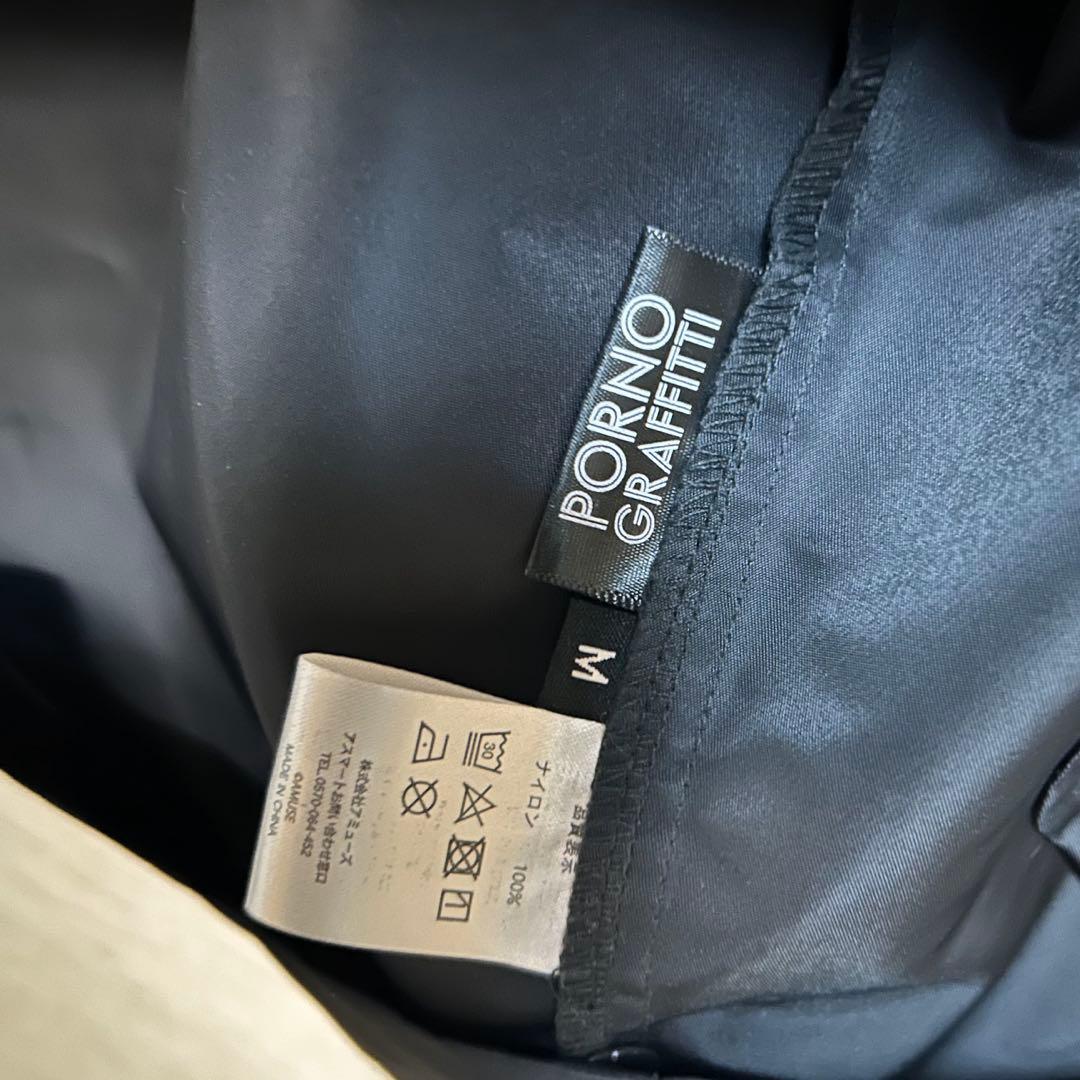 PORNO
GRAFFITTI
M
品質表示
ナイロン 100%
30
株式会社アミューズ
アスマートお問い合わせ窓口
TEL.0570-084-452
©AMUSE
MADE IN CHINA